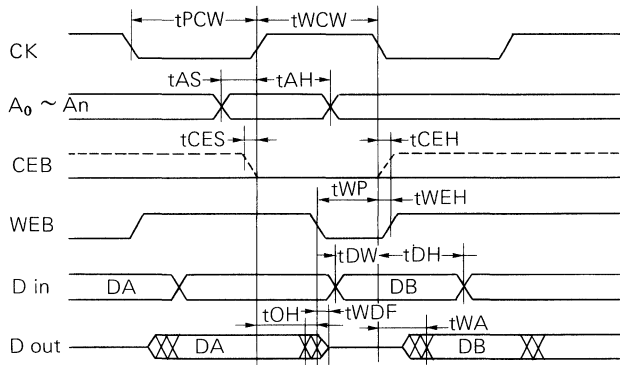 tPCW tWCW
CK
tAS tAH
A₀ ~ An
tCES tCEH
CEB
tWP tWEH
WEB
tDW tDH
D in DA DB
tOH tWDF tWA
D out DA DB